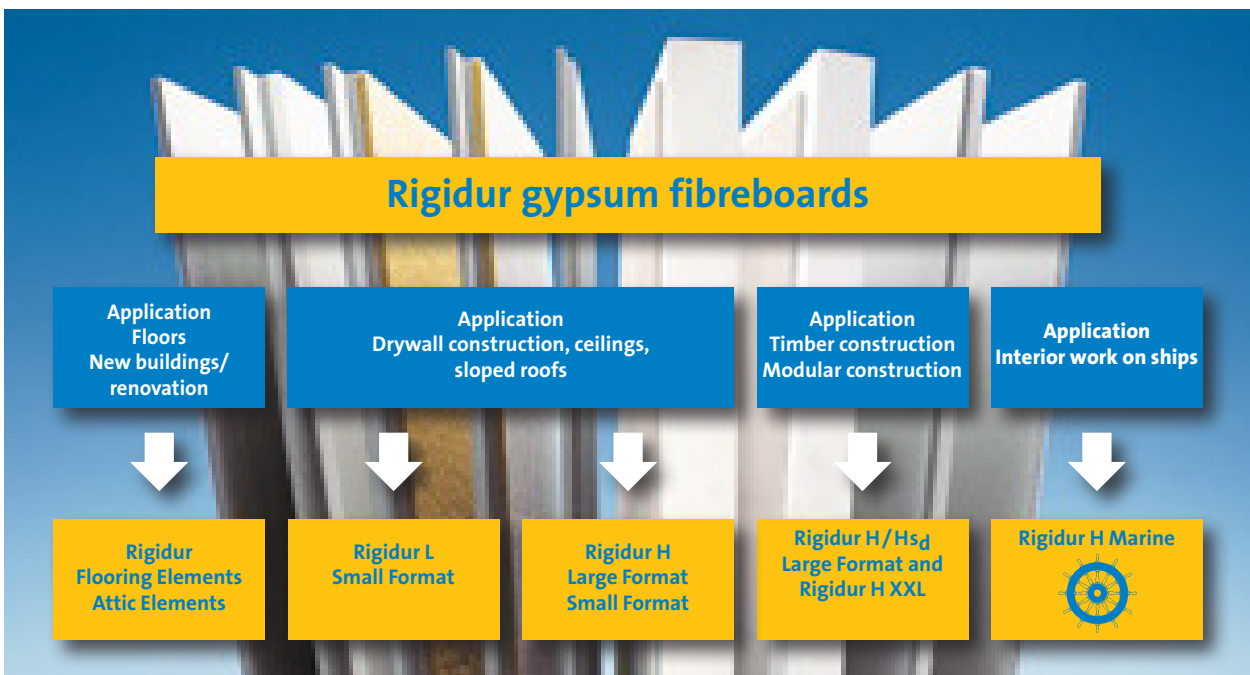 Rigidur gypsum fibreboards
Application
Floors
New buildings/
renovation
Application
Drywall construction, ceilings,
sloped roofs
Application
Timber construction
Modular construction
Application
Interior work on ships
Rigidur
Flooring Elements
Attic Elements
Rigidur L
Small Format
Rigidur H
Large Format
Small Format
Rigidur H/Hsd
Large Format and
Rigidur H XXL
Rigidur H Marine